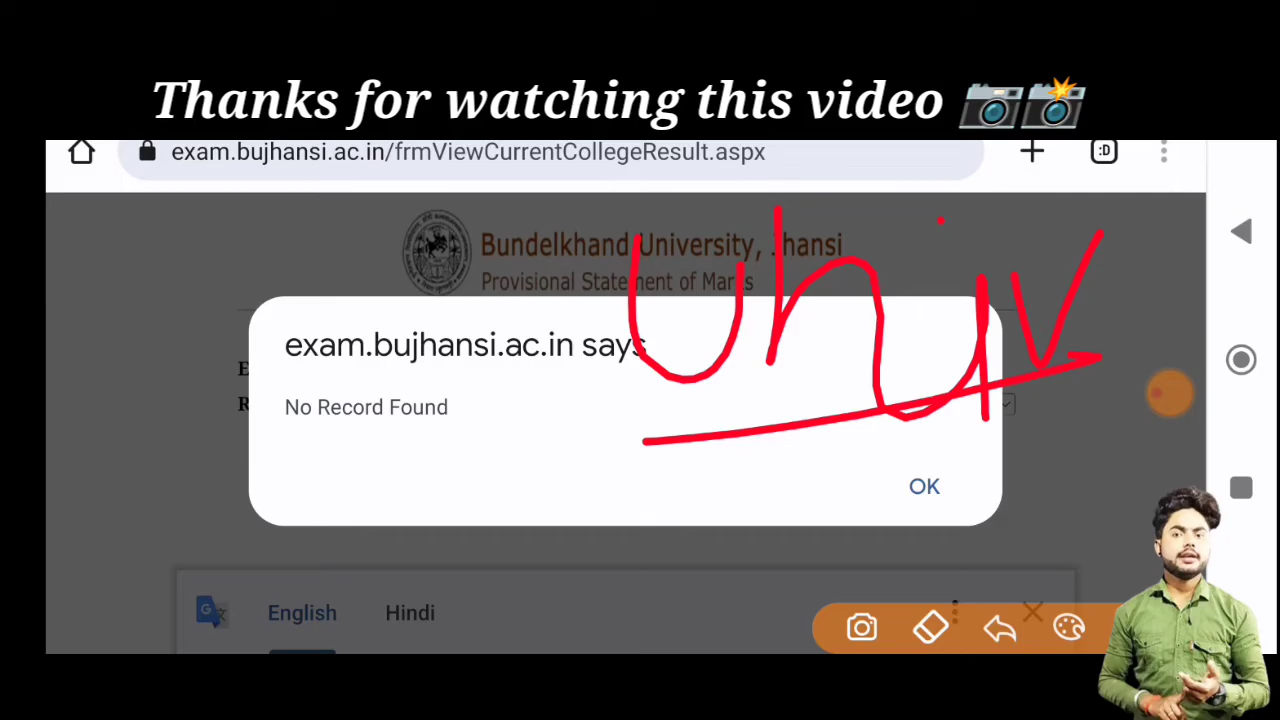 Thanks for watching this video
exam.bujhansi.ac.in/frmViewCurrentCollegeResult.aspx
:D
Bundelkhand University, Jhansi
Provisional Statement of Marks
exam.bujhansi.ac.in says
E
No Record Found
R
OK
English Hindi